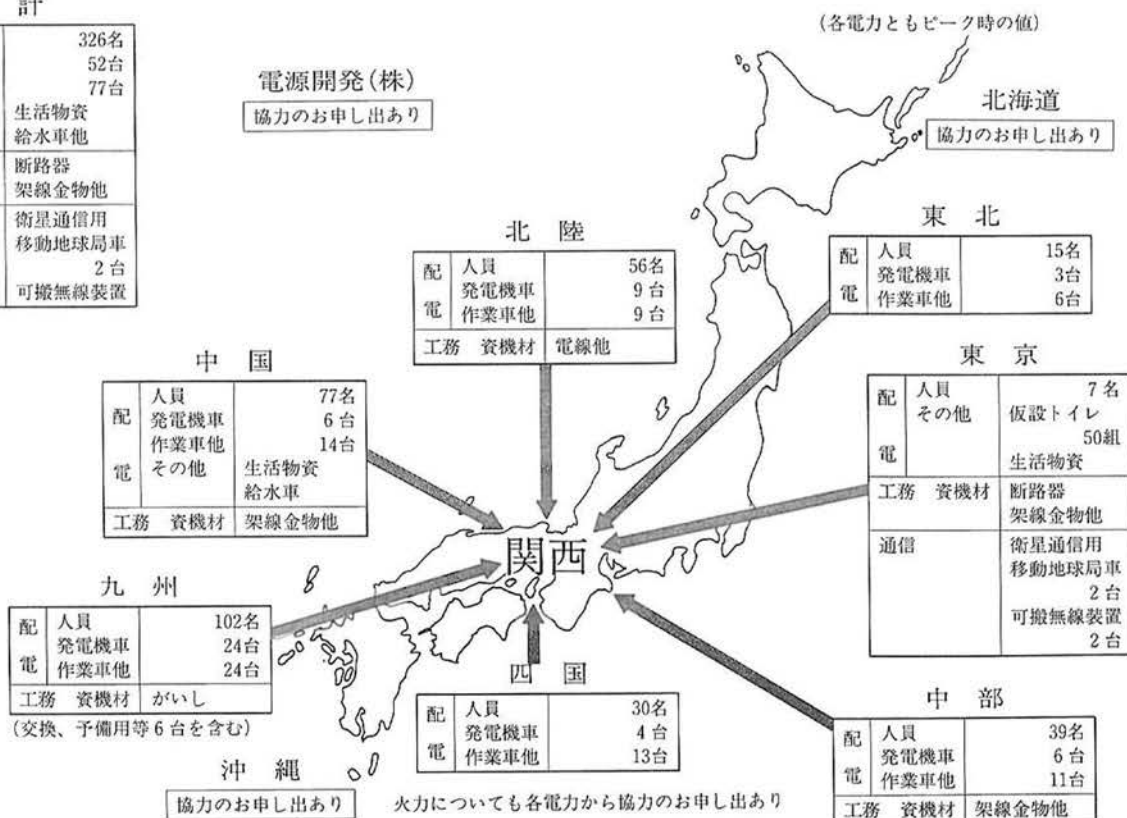 計
326名
52台
77台
生活物資
給水車他
断路器
架線金物他
衛星通信用
移動地球局車
2台
可搬無線装置
電源開発(株)
協力のお申し出あり
(各電力ともピーク時の値)
北海道
協力のお申し出あり
北陸
配電 人員 56名
発電機車 9台
作業車他 9台
工務 資機材 電線他
東北
配電 人員 15名
発電機車 3台
作業車他 6台
中国
配電 人員 77名
発電機車 6台
作業車他 14台
その他 生活物資
給水車
工務 資機材 架線金物他
東京
配電 人員 7名
その他 仮設トイレ
50組
生活物資
工務 資機材 断路器
架線金物他
通信 衛星通信用
移動地球局車
2台
可搬無線装置
2台
関西
九州
配電 人員 102名
発電機車 24台
作業車他 24台
工務 資機材 がいし
(交換、予備用等6台を含む)
四国
配電 人員 30名
発電機車 4台
作業車他 13台
中部
配電 人員 39名
発電機車 6台
作業車他 11台
工務 資機材 架線金物他
沖縄
協力のお申し出あり
火力についても各電力から協力のお申し出あり